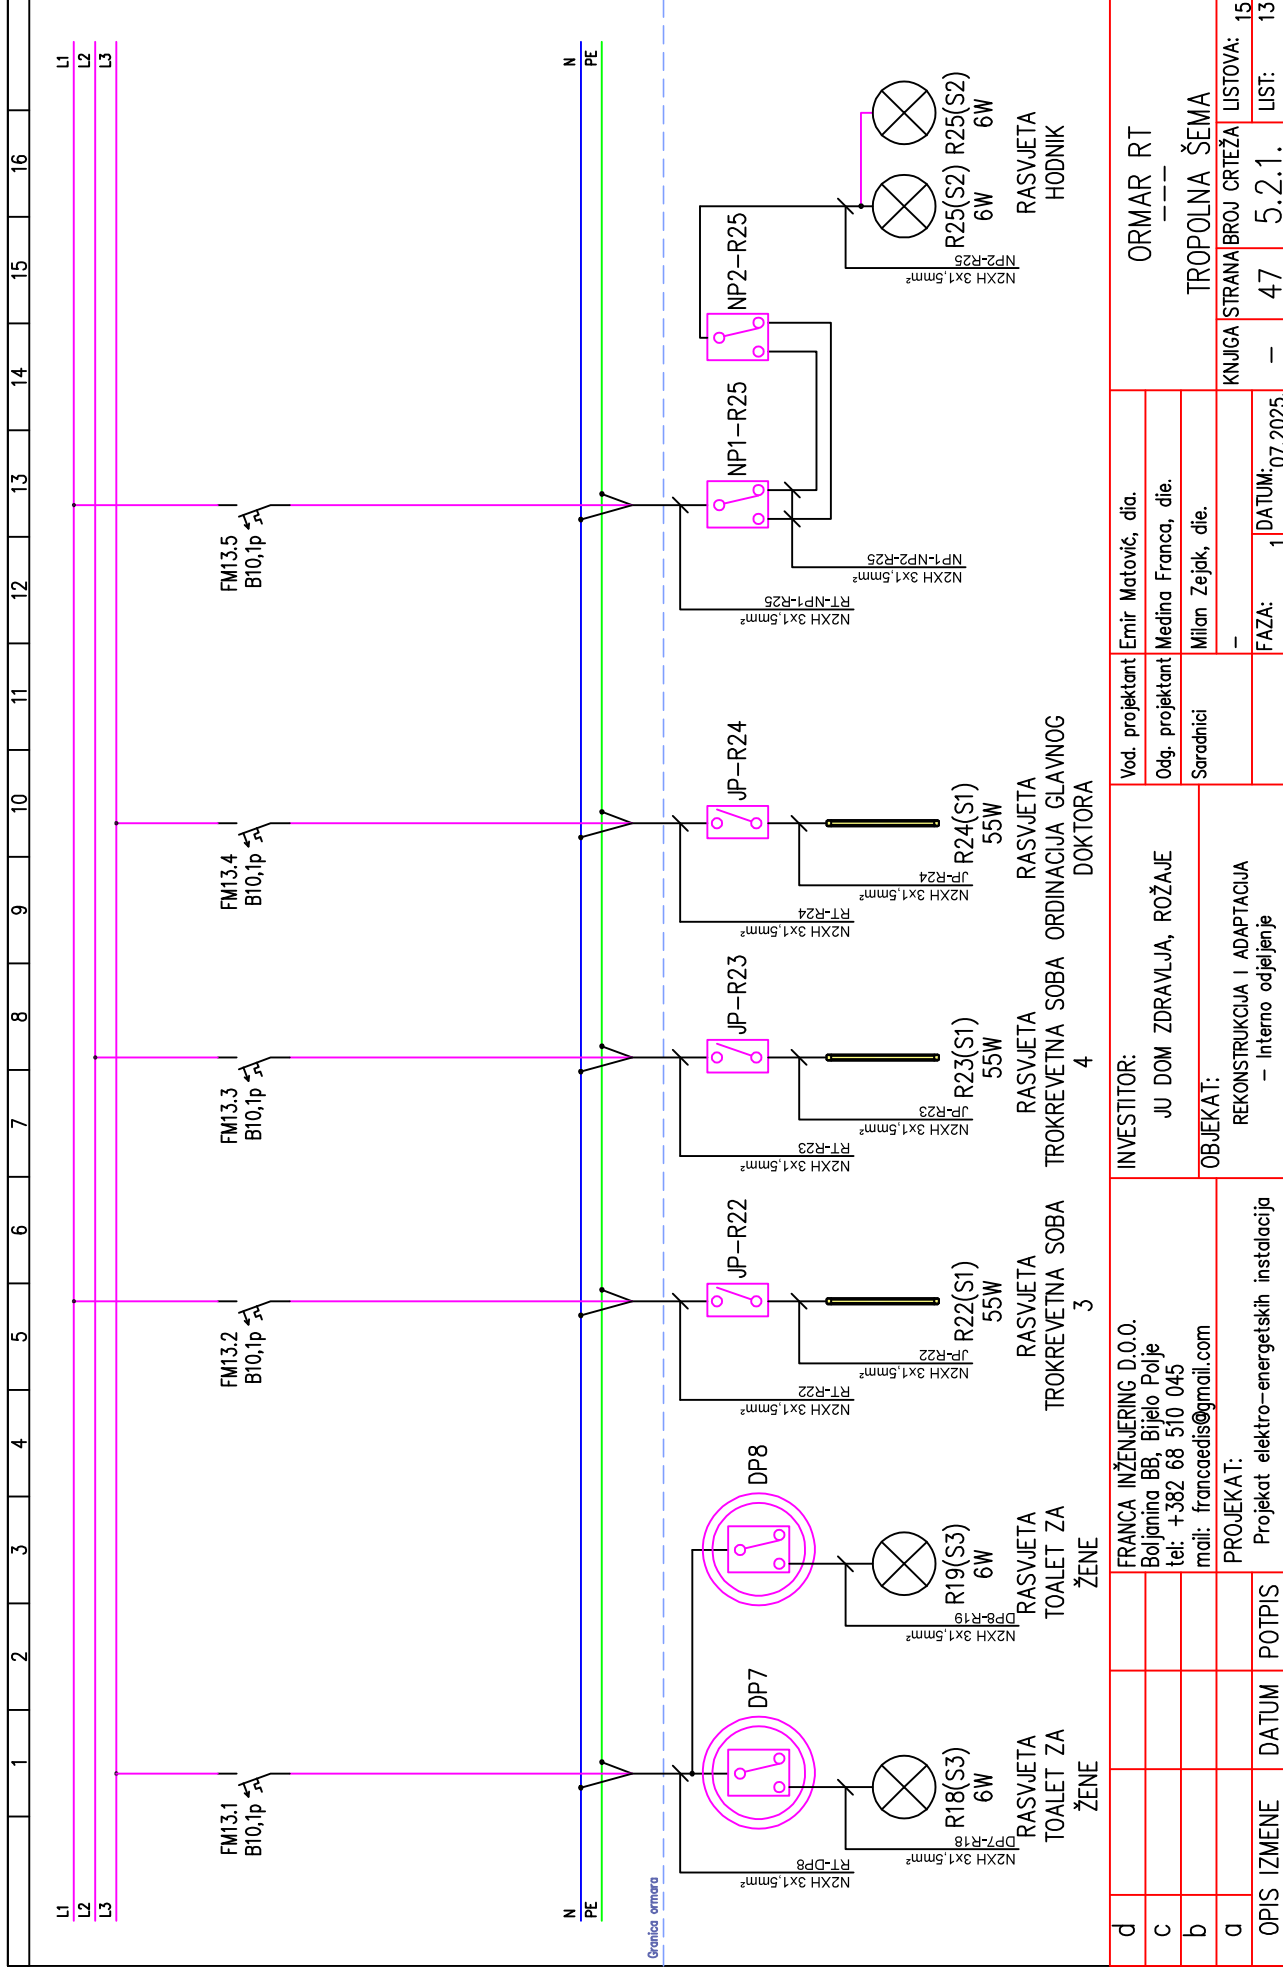 1 2 3 4 5 6 7 8 9 10 11 12 13 14 15 16
L1 L1
L2 L2
L3 L3
FM13.1
B10,1p
FM13.2
B10,1p
FM13.3
B10,1p
FM13.4
B10,1p
FM13.5
B10,1p
N N
PE PE
Granica ormara
RT-DP8
N2XH 3x1,5mm²
DP7
DP7-R18
N2XH 3x1,5mm²
R18(S3)
6W
RASVJETA
TOALET ZA
ŽENE
DP8
DP8-R19
N2XH 3x1,5mm²
R19(S3)
6W
RASVJETA
TOALET ZA
ŽENE
RT-R22
N2XH 3x1,5mm²
JP-R22
JP-R22
N2XH 3x1,5mm²
R22(S1)
55W
RASVJETA
TROKREVETNA SOBA
3
RT-R23
N2XH 3x1,5mm²
JP-R23
JP-R23
N2XH 3x1,5mm²
R23(S1)
55W
RASVJETA
TROKREVETNA SOBA
4
RT-R24
N2XH 3x1,5mm²
JP-R24
JP-R24
N2XH 3x1,5mm²
R24(S1)
55W
RASVJETA
ORDINACIJA GLAVNOG
DOKTORA
RT-NP1-R25
N2XH 3x1,5mm²
NP1-R25
NP1-NP2-R25
N2XH 3x1,5mm²
NP2-R25
NP2-R25
N2XH 3x1,5mm²
R25(S2)
6W
R25(S2)
6W
RASVJETA
HODNIK
d
c
b
a
OPIS IZMENE DATUM POTPIS
FRANCA INŽENJERING D.O.O.
Boljanina BB, Bijelo Polje
tel: +382 68 510 045
mail: francaedis@gmail.com
PROJEKAT:
Projekat elektro-energetskih instalacija
INVESTITOR:
JU DOM ZDRAVLJA, ROŽAJE
OBJEKAT:
REKONSTRUKCIJA I ADAPTACIJA
- Interno odjeljenje
Vod. projektant Emir Matović, dia.
Odg. projektant Medina Franca, die.
Saradnici Milan Zejak, die.
-
FAZA: 1 DATUM: 07.2025.
ORMAR RT
---
TROPOLNA ŠEMA
KNJIGA STRANA BROJ CRTEŽA LISTOVA: 15
- 47 5.2.1. LIST: 13